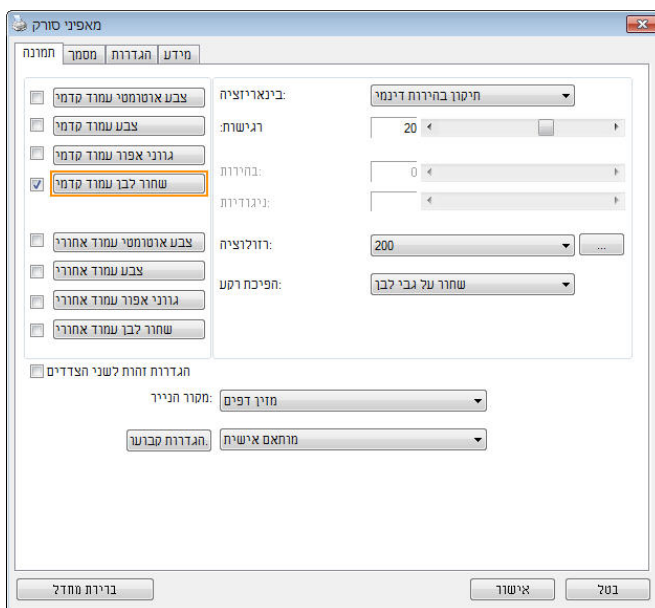 מאפיני סורק
תמונה מסמך הגדרות מידע
צבע אוטומטי עמוד קדמי
צבע עמוד קדמי
גווני אפור עמוד קדמי
שחור לבן עמוד קדמי
צבע אוטומטי עמוד אחורי
צבע עמוד אחורי
גווני אפור עמוד אחורי
שחור לבן עמוד אחורי
בינאריזציה: תיקון בהירות דינמי
רגישות: 20
בהירות: 0
ניגודיות:
רזולוציה: 200 ...
הפיכת רקע: שחור על גבי לבן
הגדרות זהות לשני הצדדים
מקור הנייר: מזין דפים
הגדרות קבוער. מותאם אישית
ברירת מחדל אישור בטל